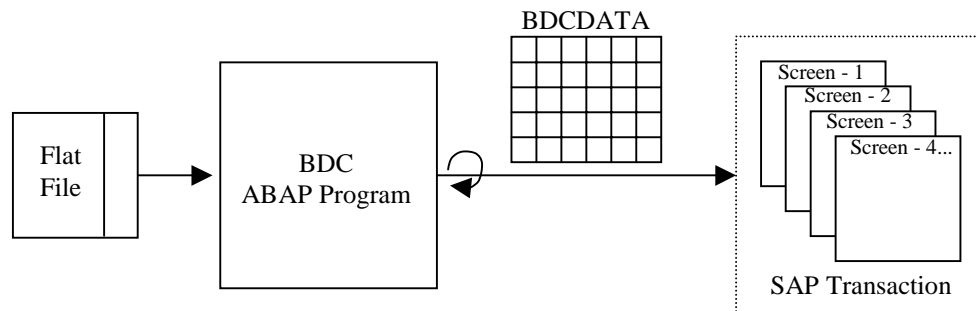 BDCDATA
Flat
File
BDC
ABAP Program
Screen - 1
Screen - 2
Screen - 3
Screen - 4...
SAP Transaction